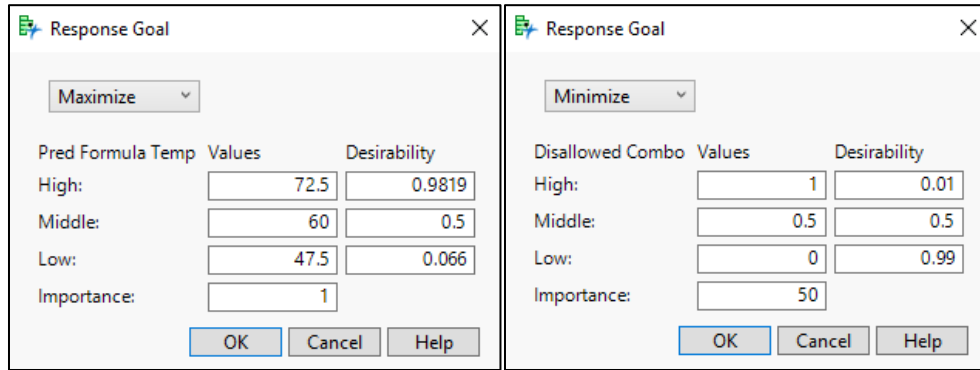 Response Goal
Maximize
Pred Formula Temp Values Desirability
High: 72.5 0.9819
Middle: 60 0.5
Low: 47.5 0.066
Importance: 1
OK Cancel Help
Response Goal
Minimize
Disallowed Combo Values Desirability
High: 1 0.01
Middle: 0.5 0.5
Low: 0 0.99
Importance: 50
OK Cancel Help